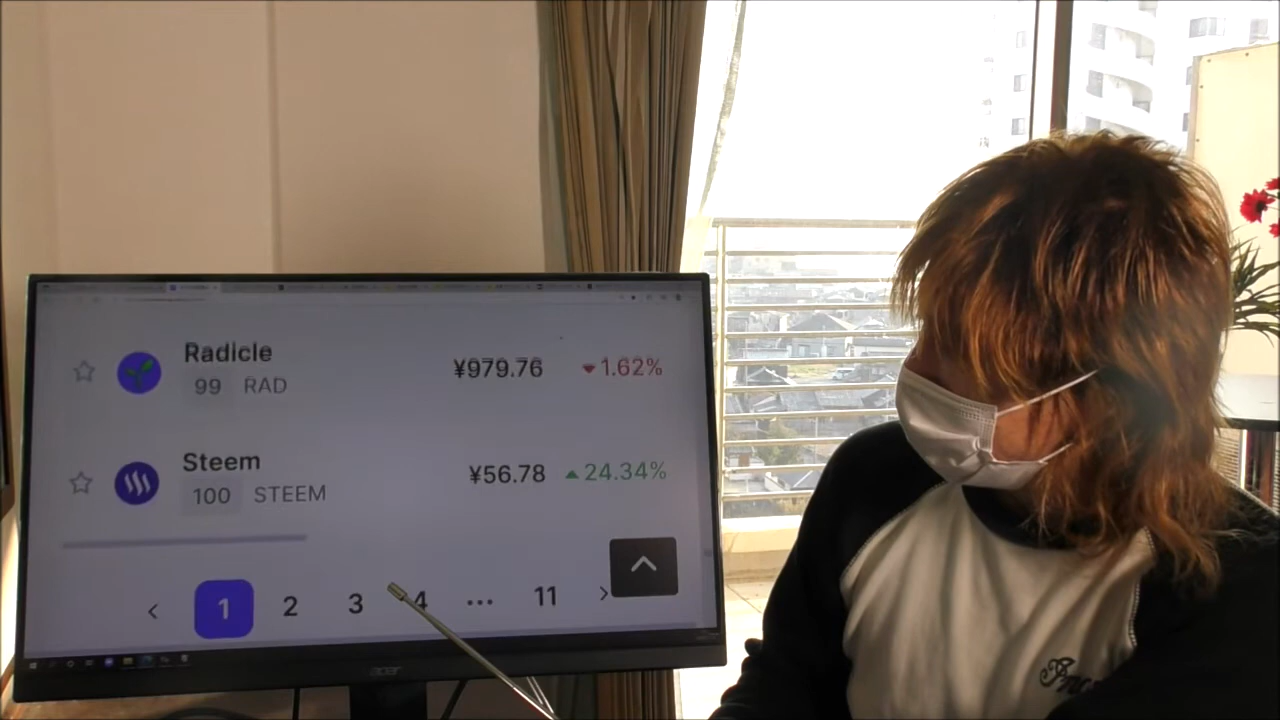 Radicle
99 RAD
¥979.76 1.62%
Steem
100 STEEM
¥56.78 24.34%
1 2 3 4 ... 11
acer